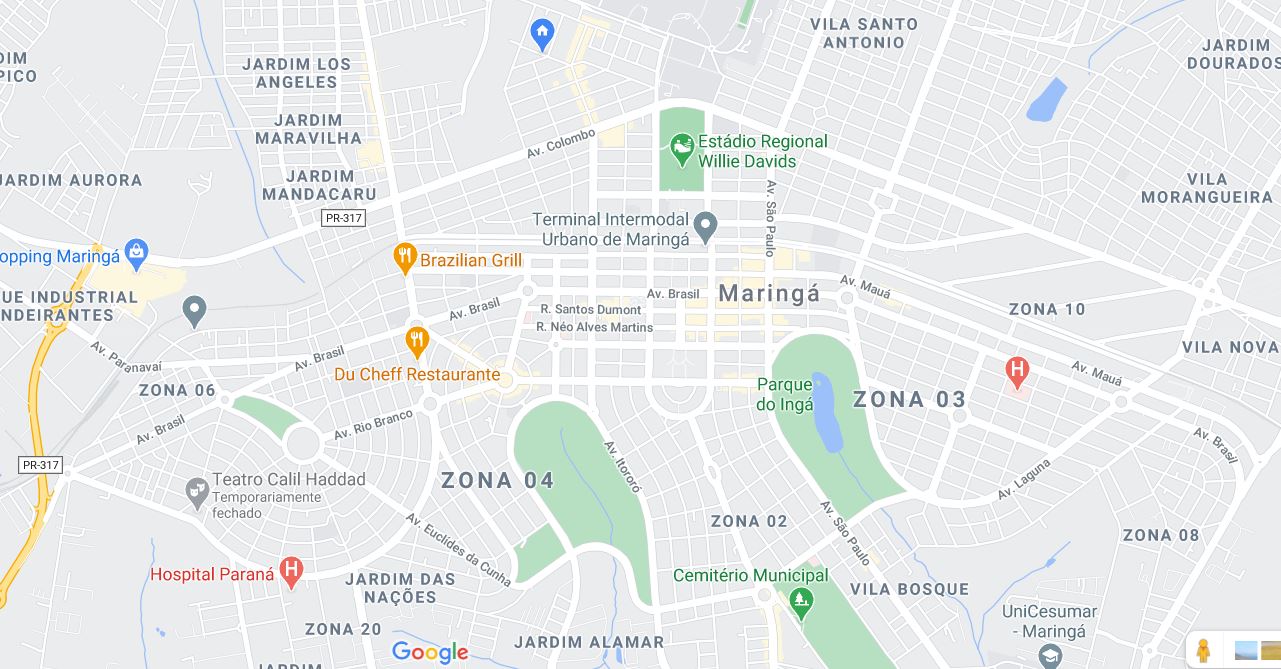 VILA SANTO
ANTONIO
JARDIM
DOURADOS
DIM
PICO
JARDIM LOS
ANGELES
JARDIM
MARAVILHA
Av. Colombo
Estádio Regional
Willie Davids
JARDIM AURORA
JARDIM
MANDACARU
VILA
MORANGUEIRA
PR-317
Av. São Paulo
Terminal Intermodal
Urbano de Maringá
opping Maringá
Brazilian Grill
UE INDUSTRIAL
NDEIRANTES
Av. Brasil
Av. Brasil
Maringá
Av. Mauá
R. Santos Dumont
R. Néo Alves Martins
ZONA 10
Av. Paranavaí
Av. Brasil
VILA NOVA
Du Cheff Restaurante
Av. Mauá
ZONA 06
Parque
do Ingá
ZONA 03
Av. Brasil
Av. Rio Branco
Av. Brasil
PR-317
Teatro Calil Haddad
Temporariamente
fechado
ZONA 04
Av. Itororó
Av. Laguna
ZONA 02
Av. São Paulo
ZONA 08
Av. Euclides da Cunha
Hospital Paraná
JARDIM DAS
NAÇÕES
Cemitério Municipal
VILA BOSQUE
ZONA 20
UniCesumar
- Maringá
JARDIM ALAMAR
Google
JARDIM
H
H